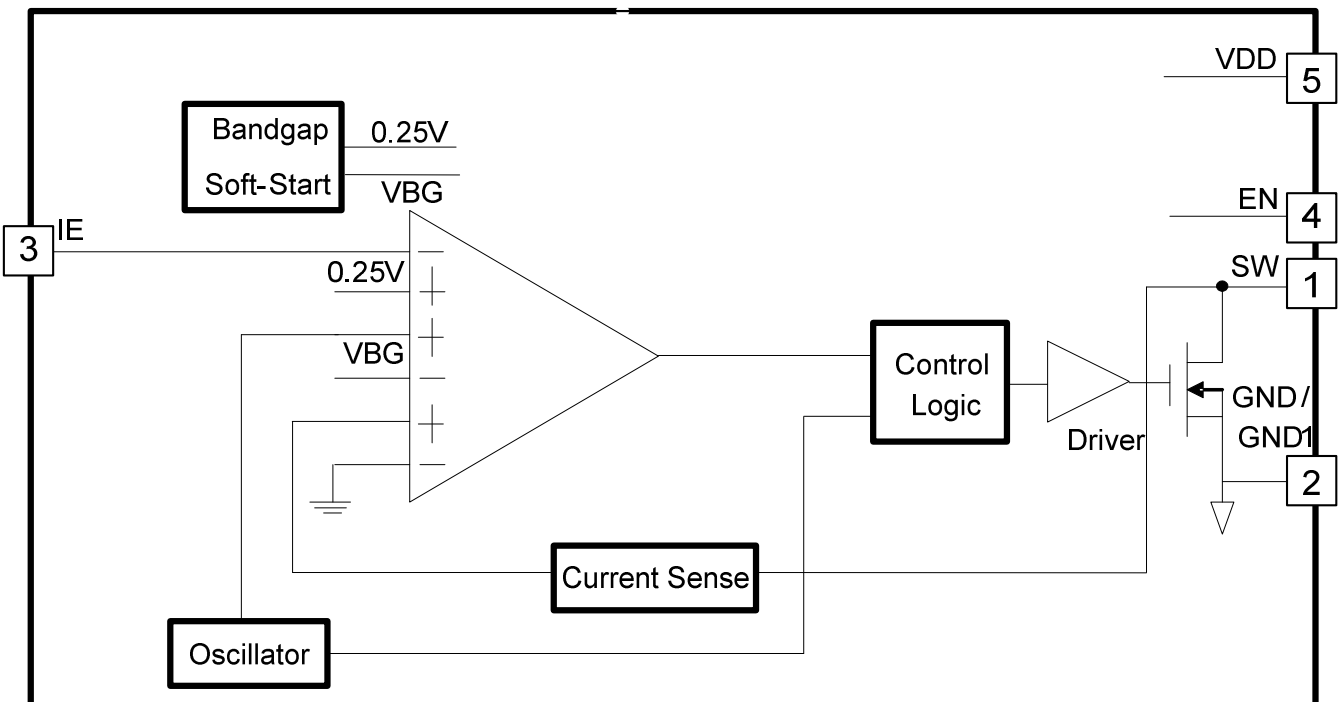 VDD
5
Bandgap
Soft-Start
0.25V
VBG
EN
4
3
IE
SW
1
0.25V
VBG
Control
Logic
Driver
GND/
GND1
2
Current Sense
Oscillator